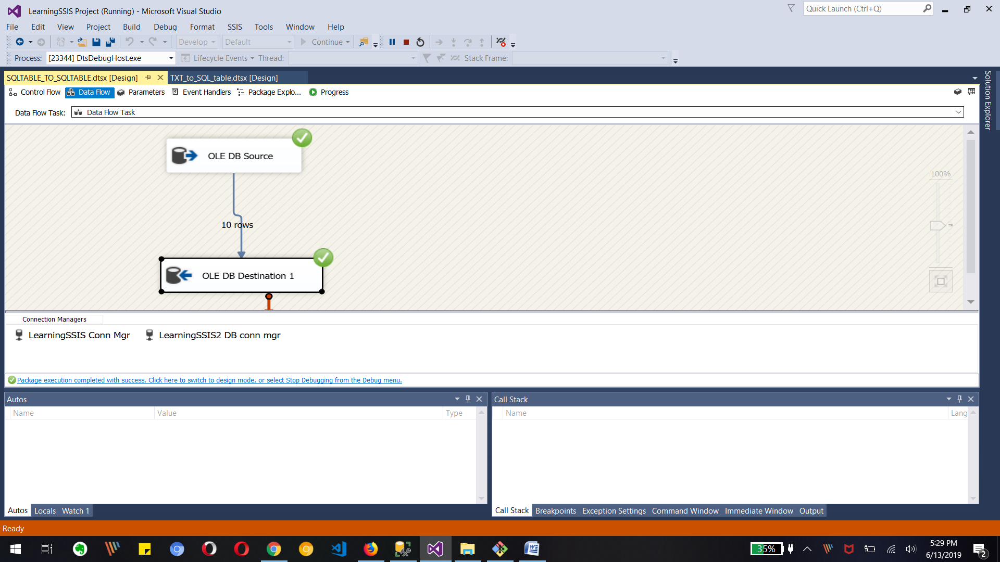 LearningSSIS Project (Running) - Microsoft Visual Studio
Quick Launch (Ctrl+Q)
File Edit View Project Build Debug Format SSIS Tools Window Help
Develop Default Continue
Process: [23344] DtsDebugHost.exe Lifecycle Events Thread: Stack Frame:
SQLTABLE_TO_SQLTABLE.dtsx [Design] TXT_to_SQL_table.dtsx [Design]
Solution Explorer
Control Flow Data Flow Parameters Event Handlers Package Explo... Progress
Data Flow Task: Data Flow Task
OLE DB Source
100%
10 rows
OLE DB Destination 1
Connection Managers
LearningSSIS Conn Mgr LearningSSIS2 DB conn mgr
Package execution completed with success. Click here to switch to design mode, or select Stop Debugging from the Debug menu.
Autos
Name Value Type
Call Stack
Name Lang
Autos Locals Watch 1
Call Stack Breakpoints Exception Settings Command Window Immediate Window Output
Ready
35%
5:29 PM
6/13/2019
2